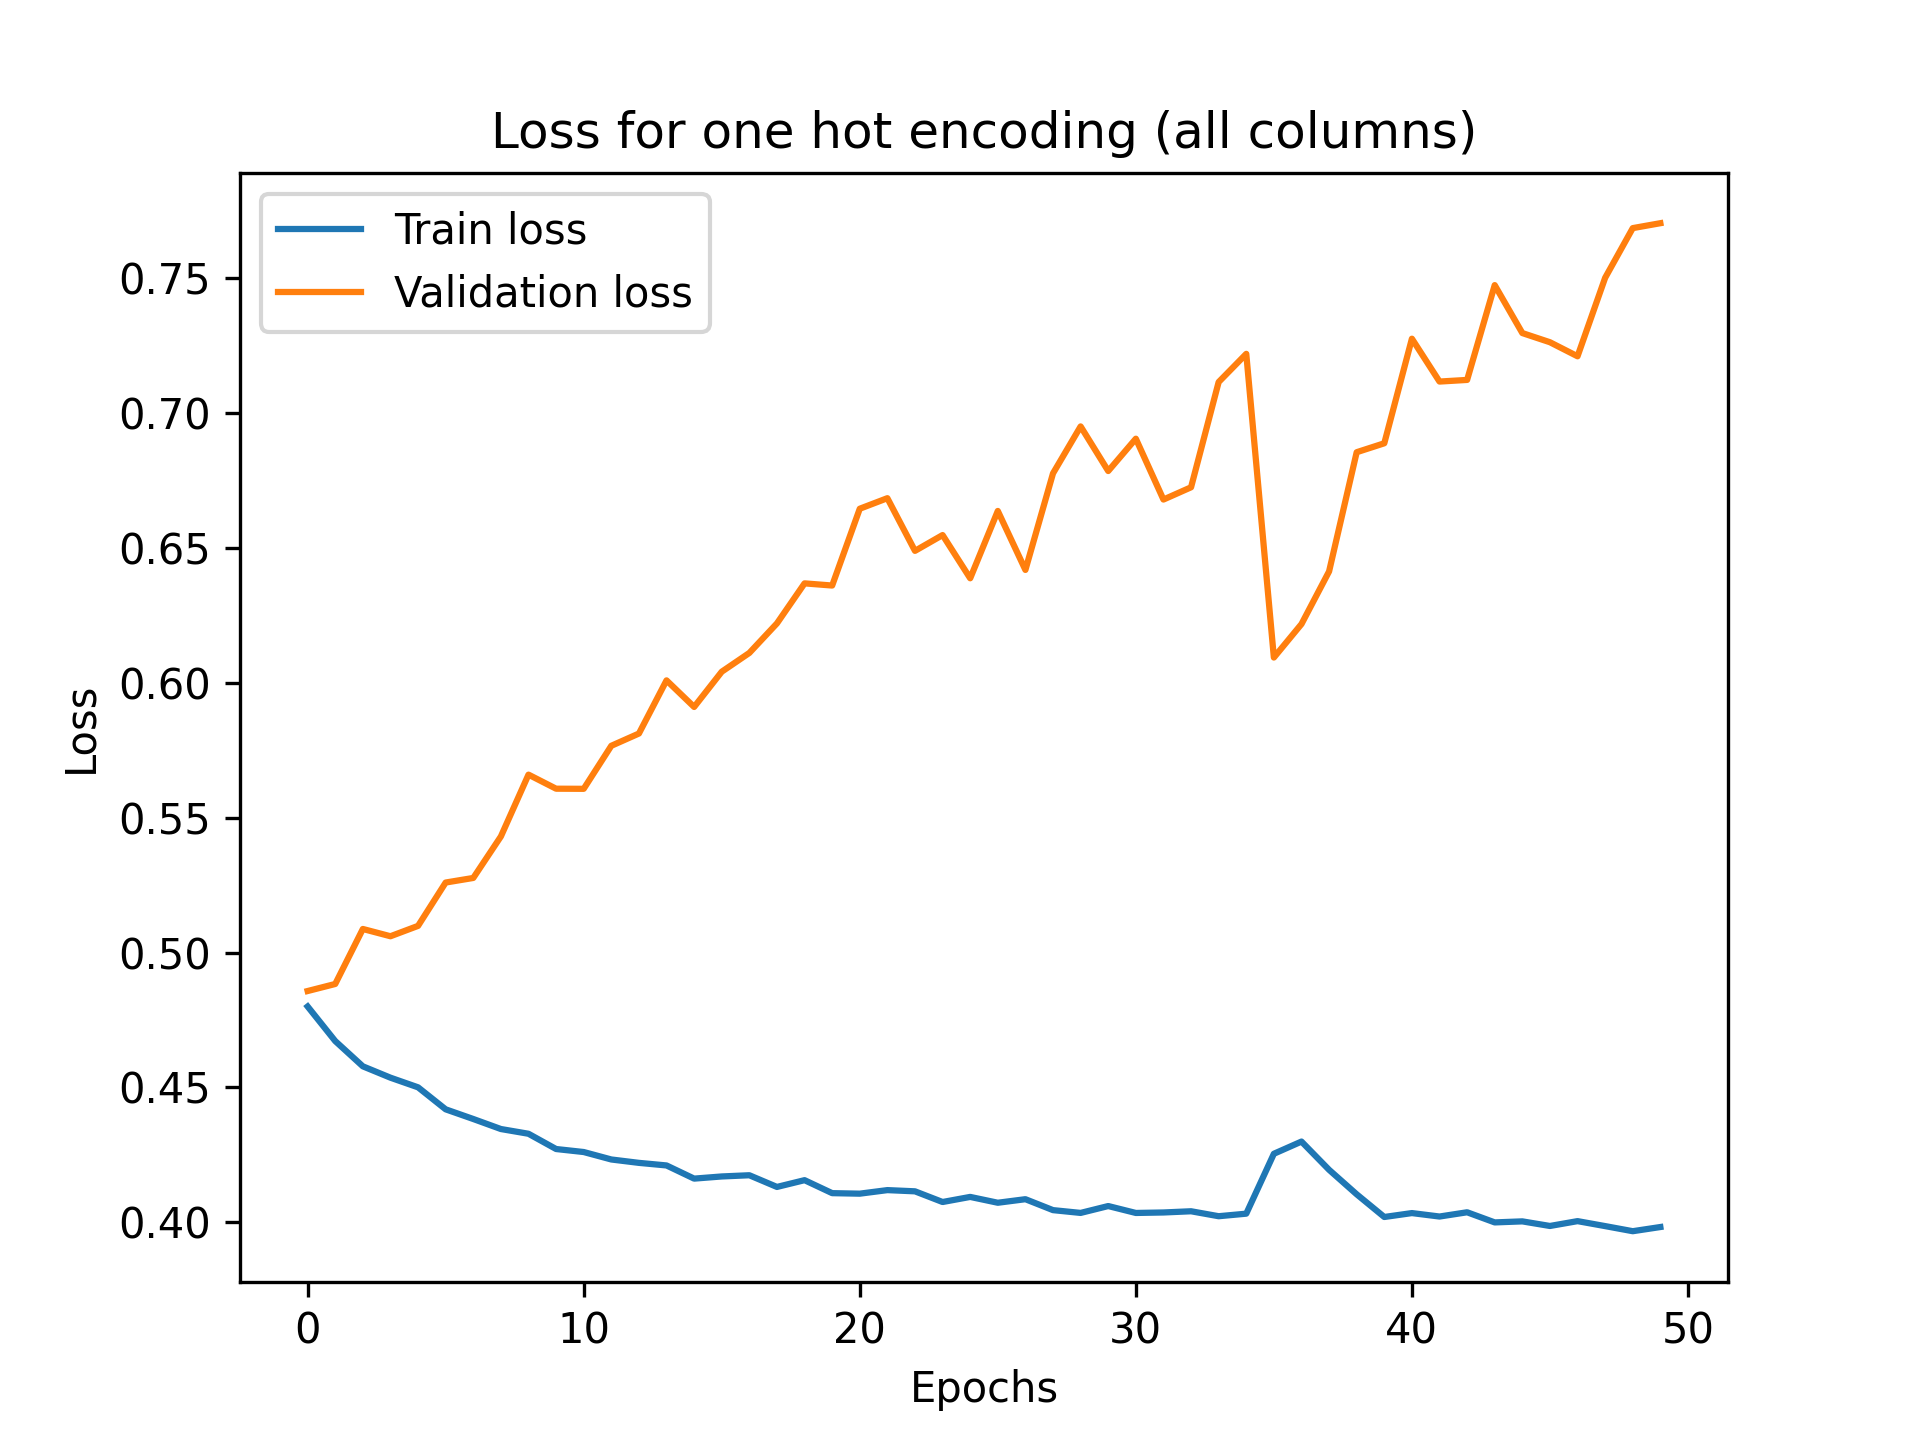 Loss for one hot encoding (all columns)
Train loss
Validation loss
0.75
0.70
0.65
0.60
0.55
0.50
0.45
0.40
Loss
0 10 20 30 40 50
Epochs